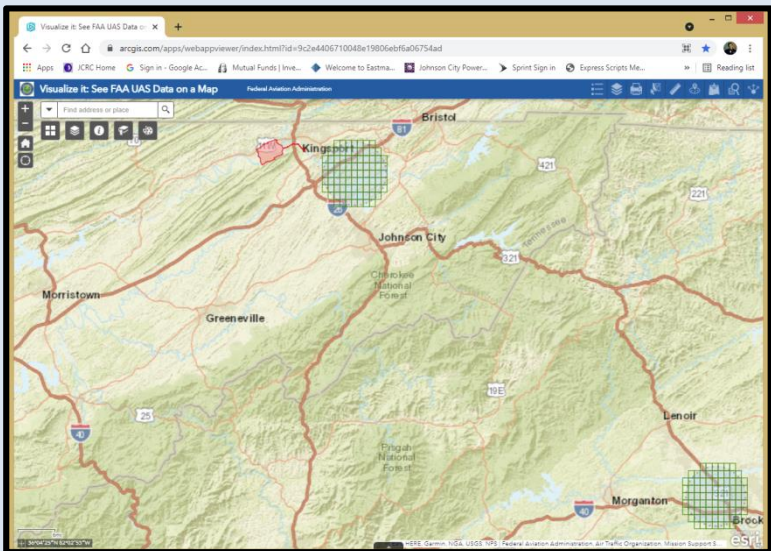 Visualize it: See FAA UAS Data on
arcgis.com/apps/webappviewer/index.html?id=9c2e4406710048e19806ebf6a06754ad
Apps JCRC Home Sign in - Google Ac... Mutual Funds | Inve... Welcome to Eastma... Johnson City Power... Sprint Sign in Express Scripts Me... » Reading list
Visualize it: See FAA UAS Data on a Map Federal Aviation Administration
Find address or place
Bristol
81
Kingsport
421
221
26
Johnson City
Tennessee
321
Cherokee
National
Forest
Morristown
Greeneville
19E
25
Lenoir
40
Pisgah
National
Forest
Morganton
40
Brock
HERE, Garmin, NGA, USGS, NPS | Federal Aviation Administration, Air Traffic Organization, Mission Support S...
esri